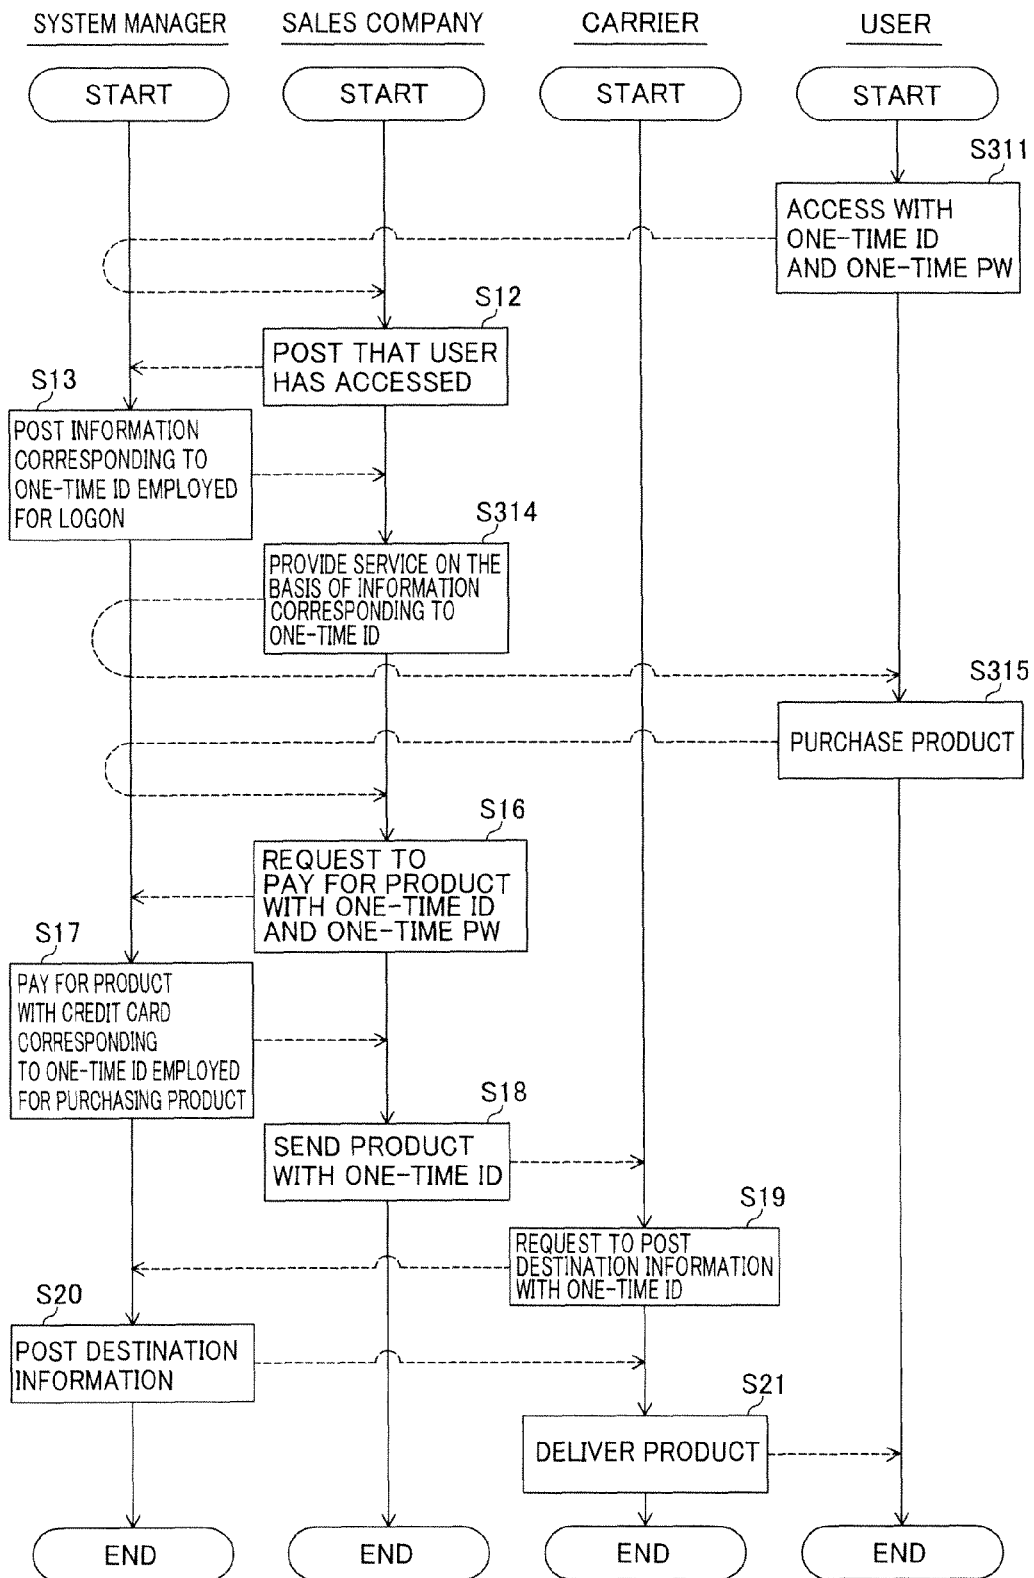 SYSTEM MANAGER
SALES COMPANY
CARRIER
USER
START
START
START
START
S311
ACCESS WITH
ONE-TIME ID
AND ONE-TIME PW
S12
POST THAT USER
HAS ACCESSED
S13
POST INFORMATION
CORRESPONDING TO
ONE-TIME ID EMPLOYED
FOR LOGON
S314
PROVIDE SERVICE ON THE
BASIS OF INFORMATION
CORRESPONDING TO
ONE-TIME ID
S315
PURCHASE PRODUCT
S16
REQUEST TO
PAY FOR PRODUCT
WITH ONE-TIME ID
AND ONE-TIME PW
S17
PAY FOR PRODUCT
WITH CREDIT CARD
CORRESPONDING
TO ONE-TIME ID EMPLOYED
FOR PURCHASING PRODUCT
S18
SEND PRODUCT
WITH ONE-TIME ID
S19
REQUEST TO POST
DESTINATION INFORMATION
WITH ONE-TIME ID
S20
POST DESTINATION
INFORMATION
S21
DELIVER PRODUCT
END
END
END
END